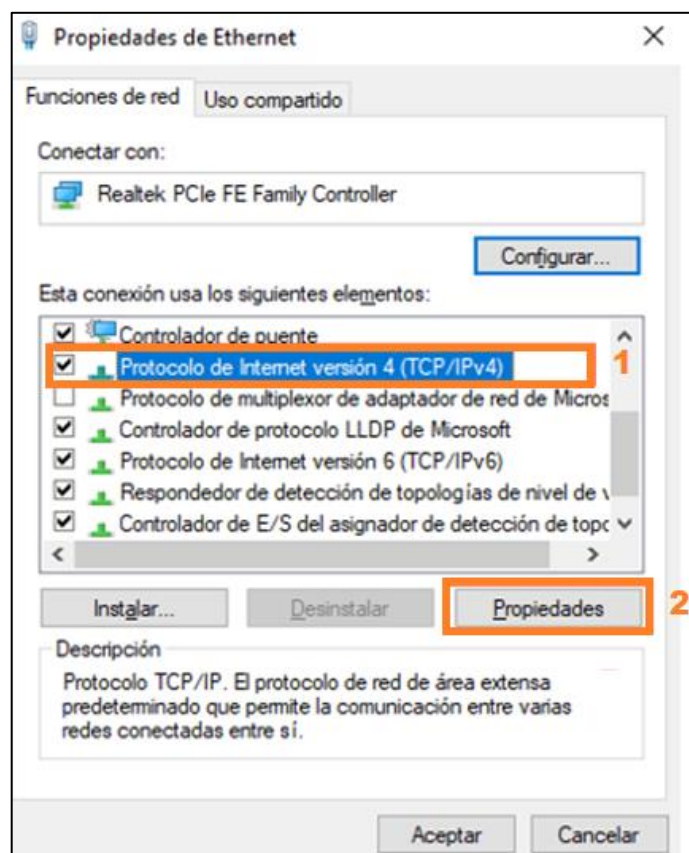 Propiedades de Ethernet
Funciones de red Uso compartido
Conectar con:
Realtek PCIe FE Family Controller
Configurar...
Esta conexión usa los siguientes elementos:
Controlador de puente
Protocolo de Internet versión 4 (TCP/IPv4) 1
Protocolo de multiplexor de adaptador de red de Micros
Controlador de protocolo LLDP de Microsoft
Protocolo de Internet versión 6 (TCP/IPv6)
Respondedor de detección de topologías de nivel de v
Controlador de E/S del asignador de detección de topc
Instalar... Desinstalar Propiedades 2
Descripción
Protocolo TCP/IP. El protocolo de red de área extensa
predeterminado que permite la comunicación entre varias
redes conectadas entre sí.
Aceptar Cancelar